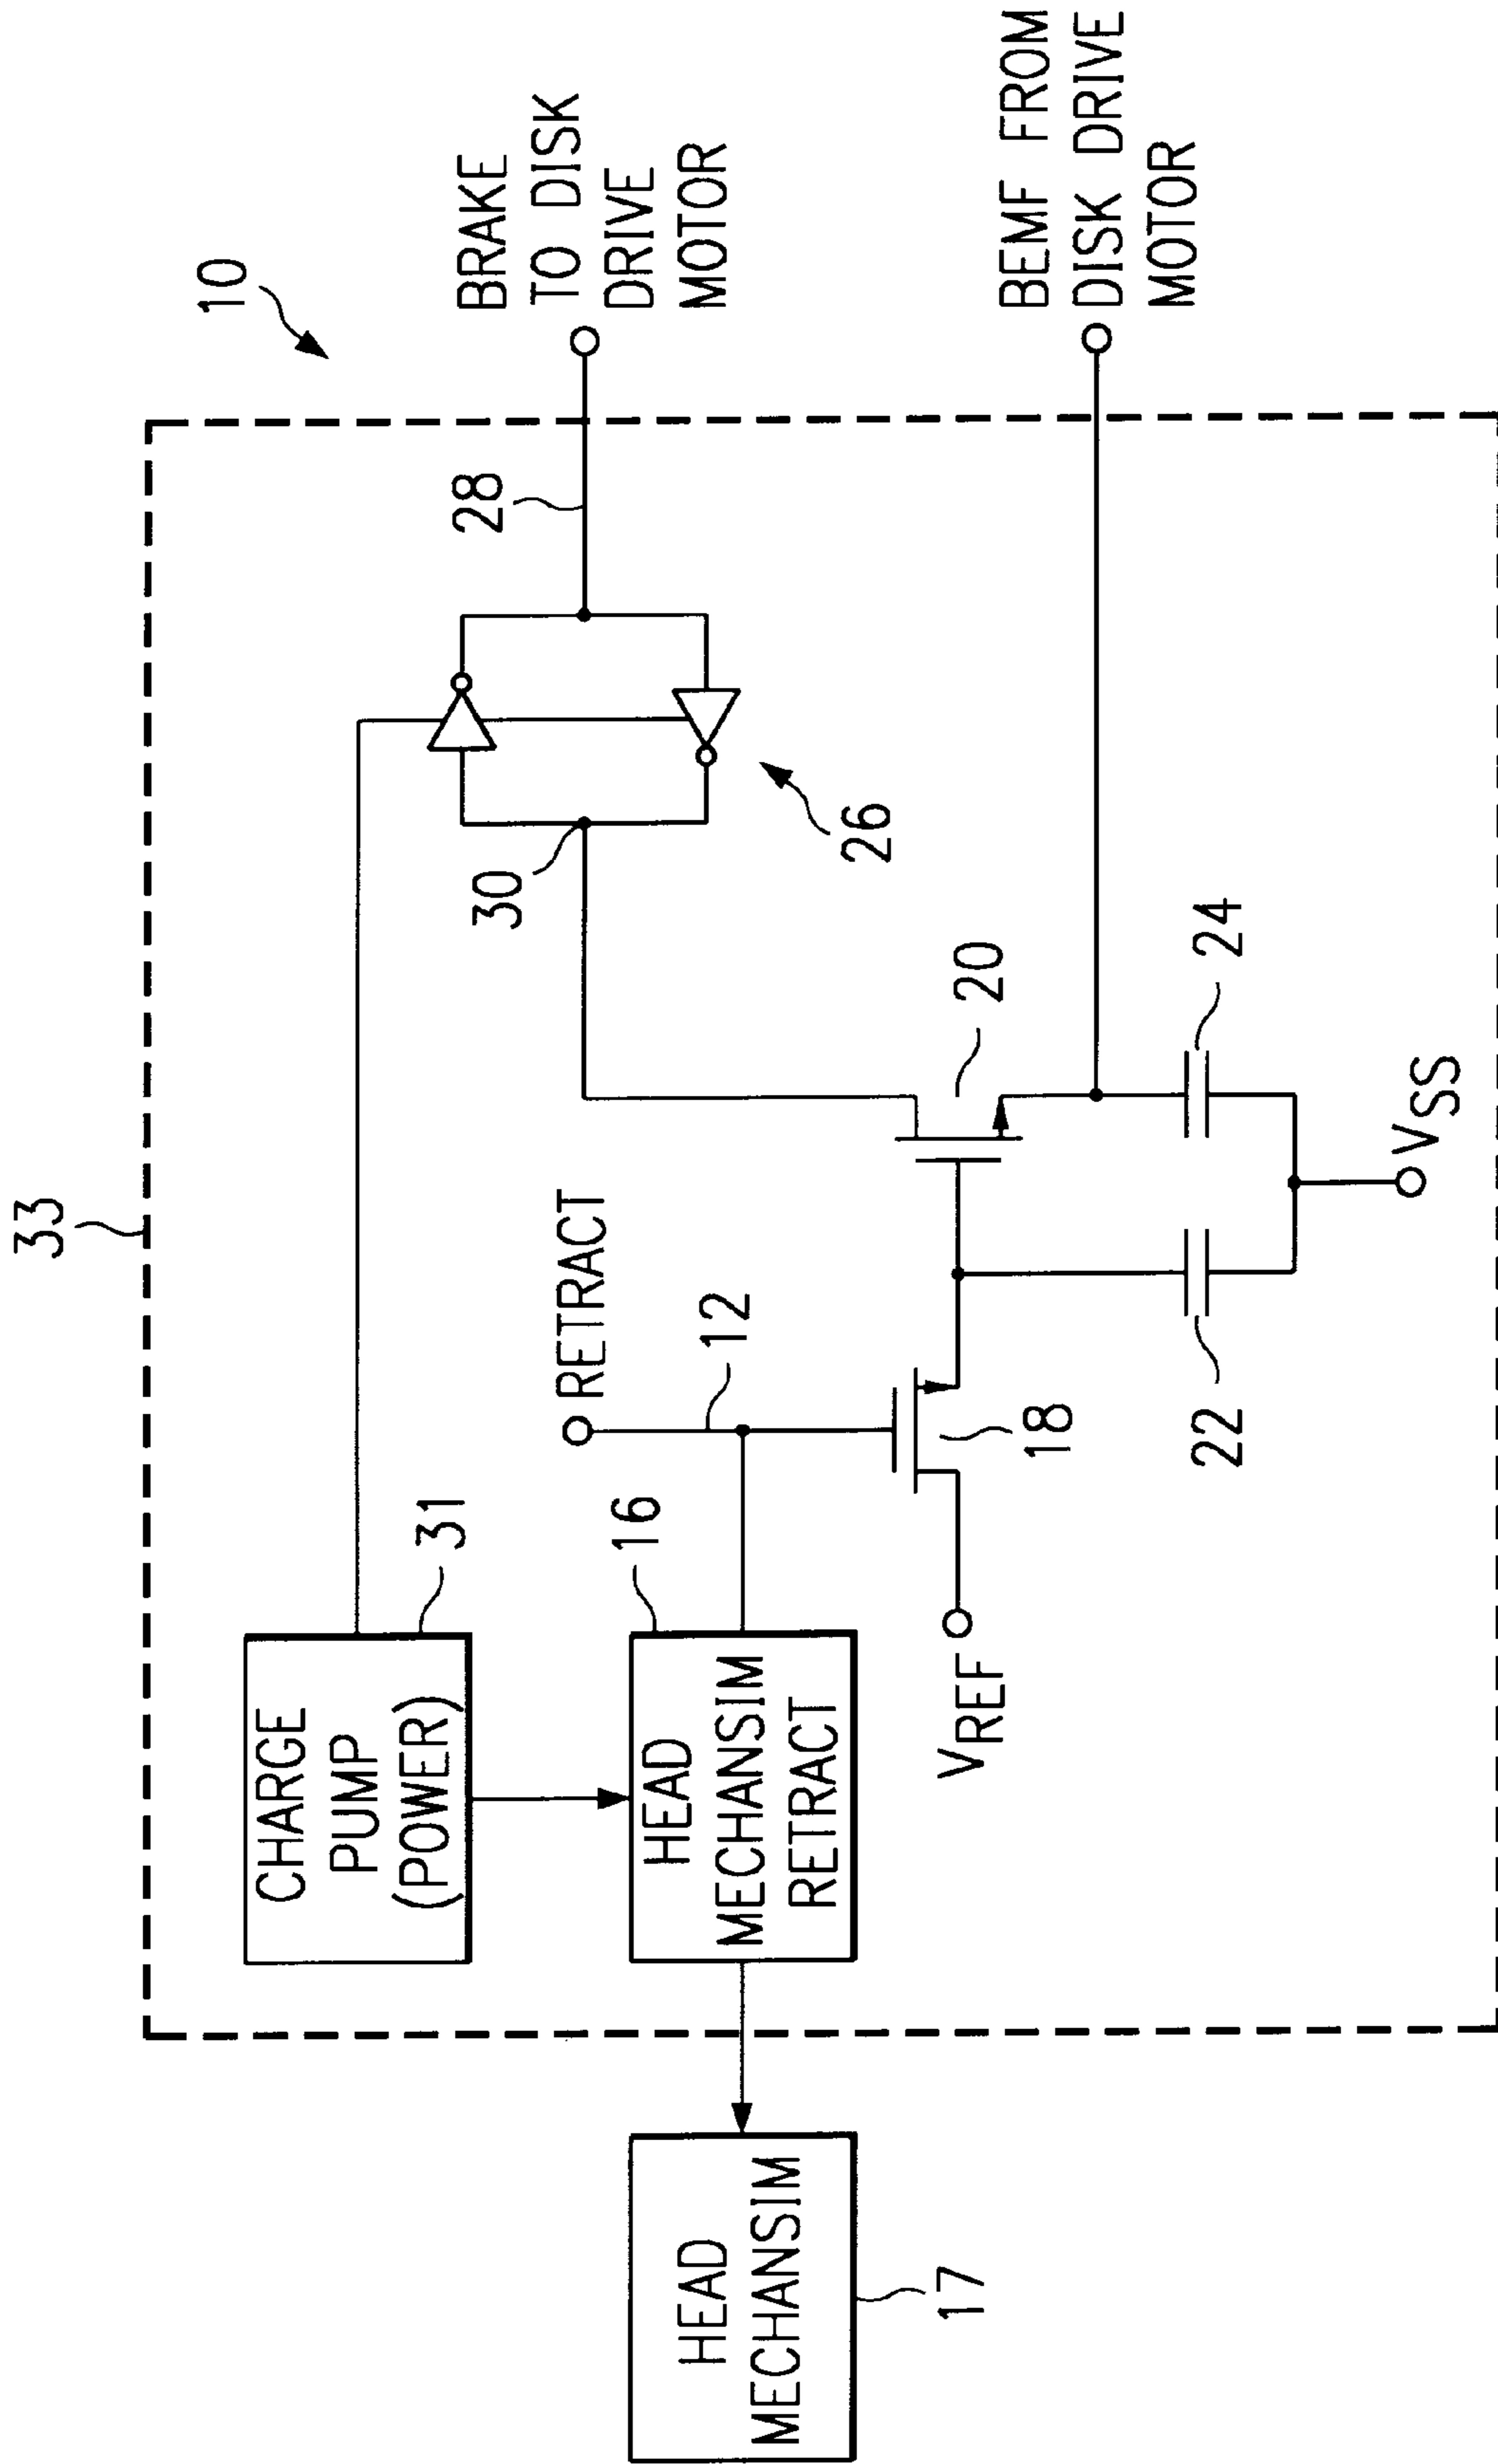 33
10
CHARGE
PUMP
(POWER)
31
28
BRAKE
TO DISK
DRIVE
MOTOR
30
26
RETRACT
12
16
HEAD
MECHANSIM
RETRACT
HEAD
MECHANSIM
17
VREF
18
20
22
24
VSS
BEMF FROM
DISK DRIVE
MOTOR